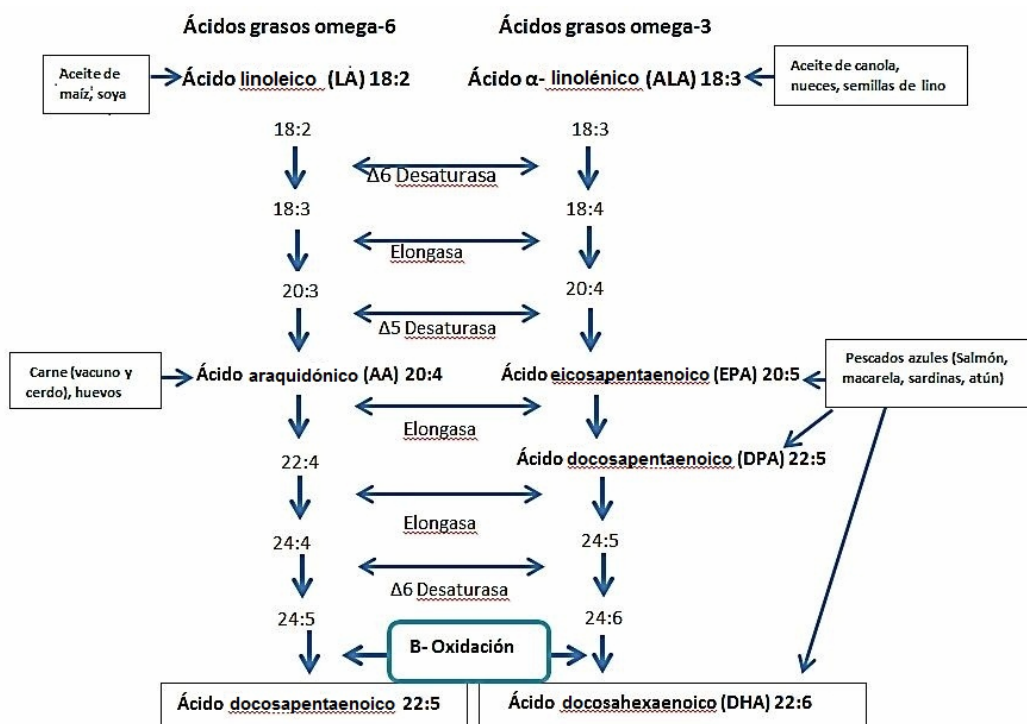 Ácidos grasos omega-6
Ácidos grasos omega-3
Aceite de
maíz, soya
Ácido linoleico (LA) 18:2
Ácido α- linolénico (ALA) 18:3
Aceite de canola,
nueces, semillas de lino
18:2
18:3
Δ6 Desaturasa
18:3
18:4
Elongasa
20:3
20:4
Δ5 Desaturasa
Carne (vacuno y
cerdo), huevos
Ácido araquidónico (AA) 20:4
Ácido eicosapentaenoico (EPA) 20:5
Pescados azules (Salmón,
macarela, sardinas, atún)
Elongasa
22:4
Ácido docosapentaenoico (DPA) 22:5
Elongasa
24:4
24:5
Δ6 Desaturasa
24:5
24:6
B- Oxidación
Ácido docosapentaenoico 22:5
Ácido docosahexaenoico (DHA) 22:6